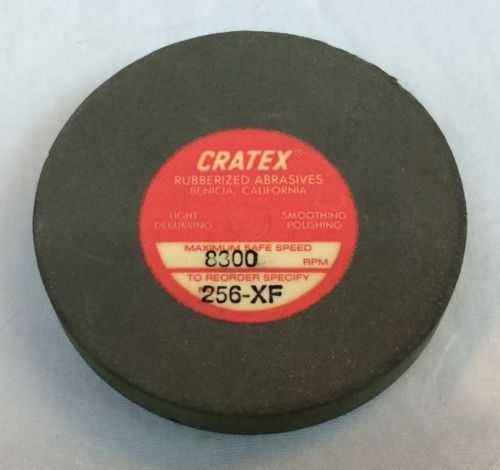 CRATEX®
RUBBERIZED ABRASIVES
BENICIA, CALIFORNIA
LIGHT DEBURRING
SMOOTHING POLISHING
MAXIMUM SAFE SPEED
8300 RPM
TO REORDER SPECIFY
NO. 256-XF